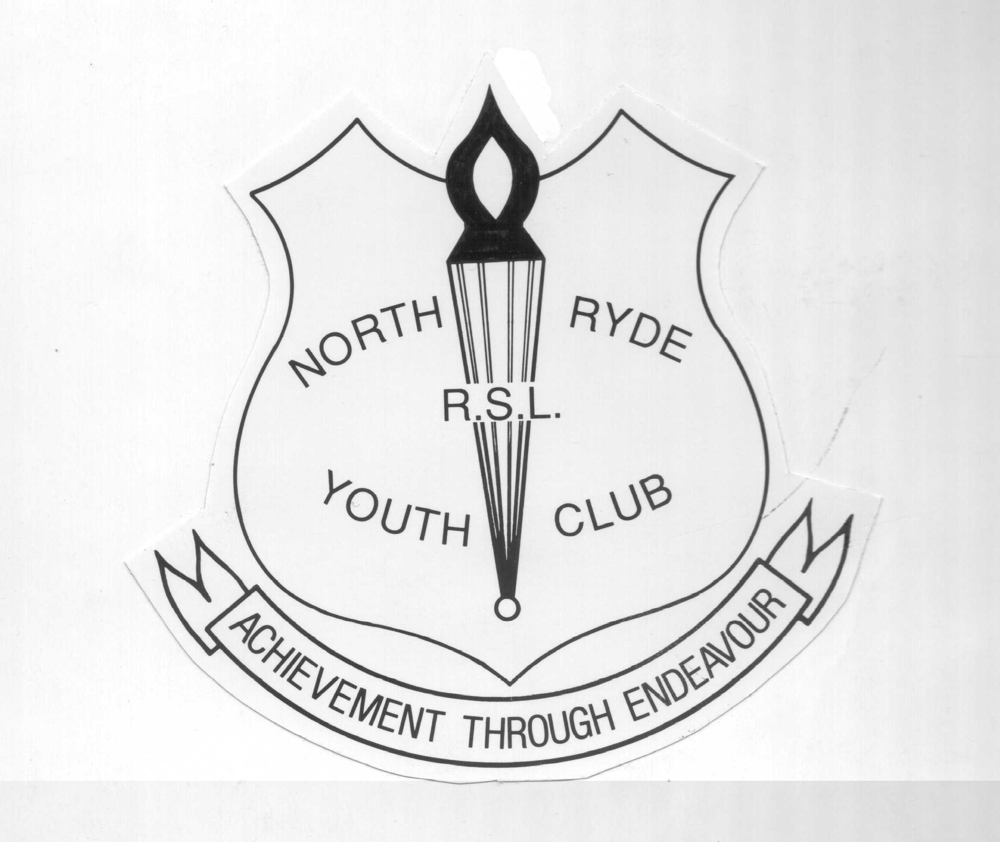 NORTH RYDE
R.S.L.
YOUTH CLUB
ACHIEVEMENT THROUGH ENDEAVOUR